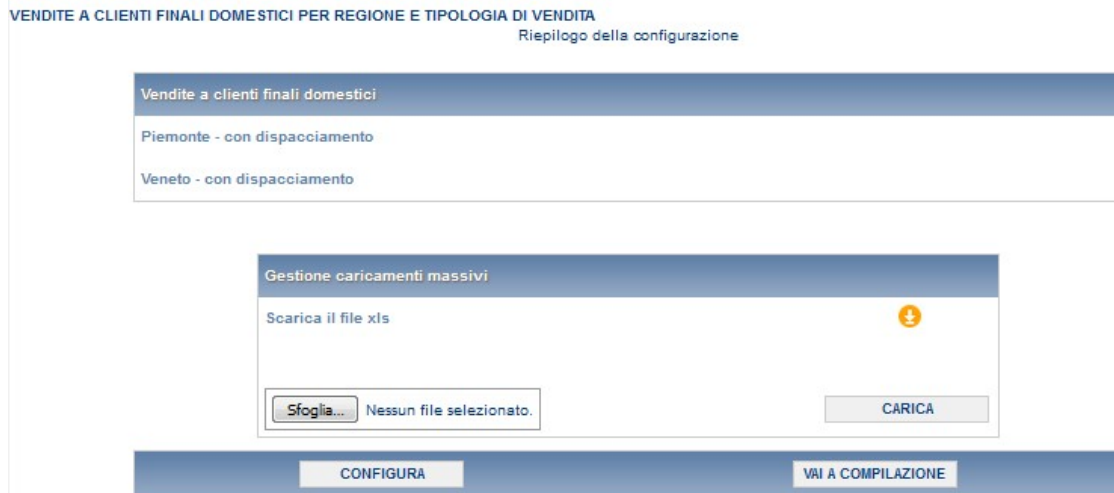 VENDITE A CLIENTI FINALI DOMESTICI PER REGIONE E TIPOLOGIA DI VENDITA
Riepilogo della configurazione
Vendite a clienti finali domestici
Piemonte - con dispacciamento
Veneto - con dispacciamento
Gestione caricamenti massivi
Scarica il file xls
Sfoglia... Nessun file selezionato. CARICA
CONFIGURA VAI A COMPILAZIONE